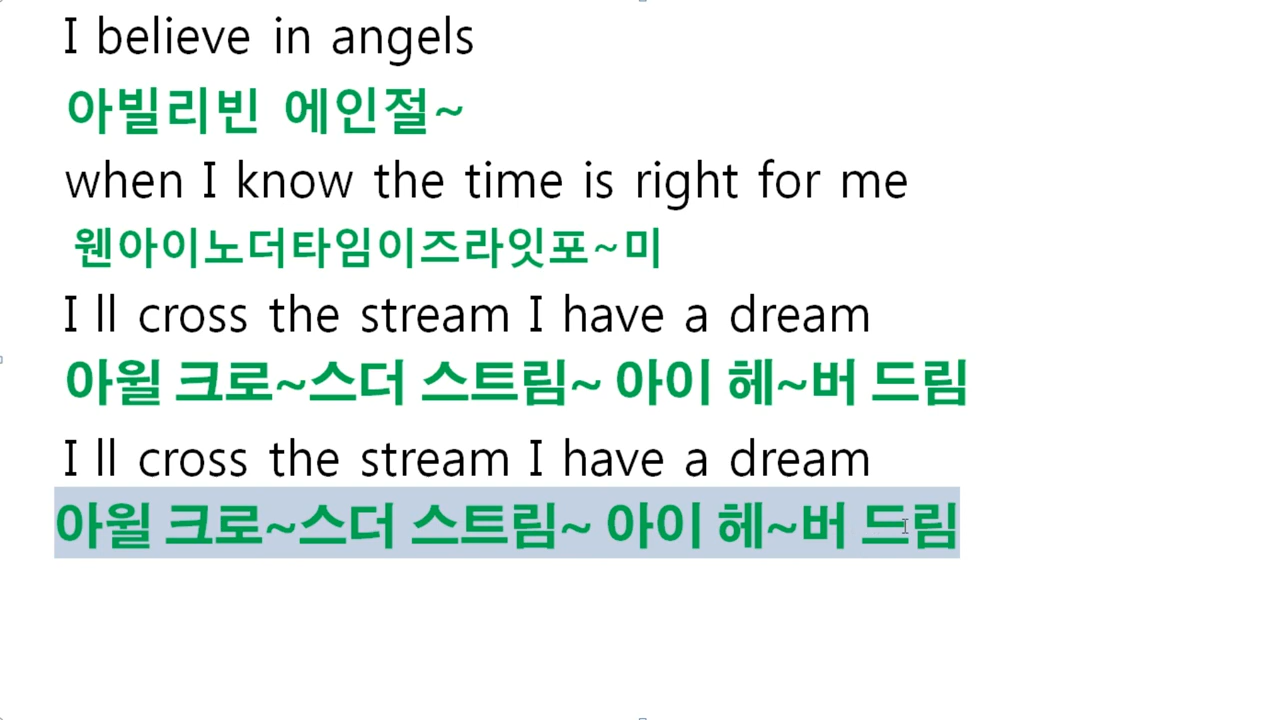 I believe in angels
아빌리빈 에인절~
when I know the time is right for me
웬아이노더타임이즈라잇포~미
I ll cross the stream I have a dream
아윌 크로~스더 스트림~ 아이 헤~버 드림
I ll cross the stream I have a dream
아윌 크로~스더 스트림~ 아이 헤~버 드림